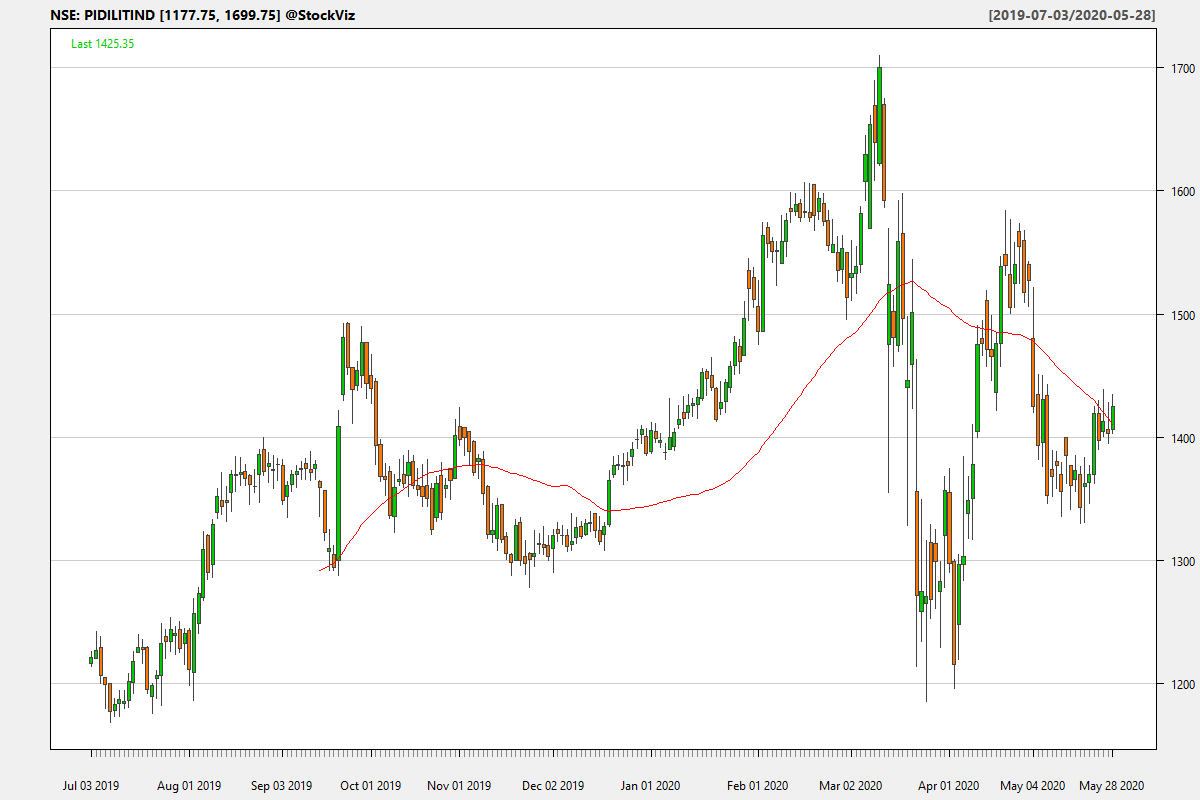 NSE: PIDILITIND [1177.75, 1699.75] @StockViz
[2019-07-03/2020-05-28]
Last 1425.35
1700
1600
1500
1400
1300
1200
Jul 03 2019 Aug 01 2019 Sep 03 2019 Oct 01 2019 Nov 01 2019 Dec 02 2019 Jan 01 2020 Feb 01 2020 Mar 02 2020 Apr 01 2020 May 04 2020 May 28 2020